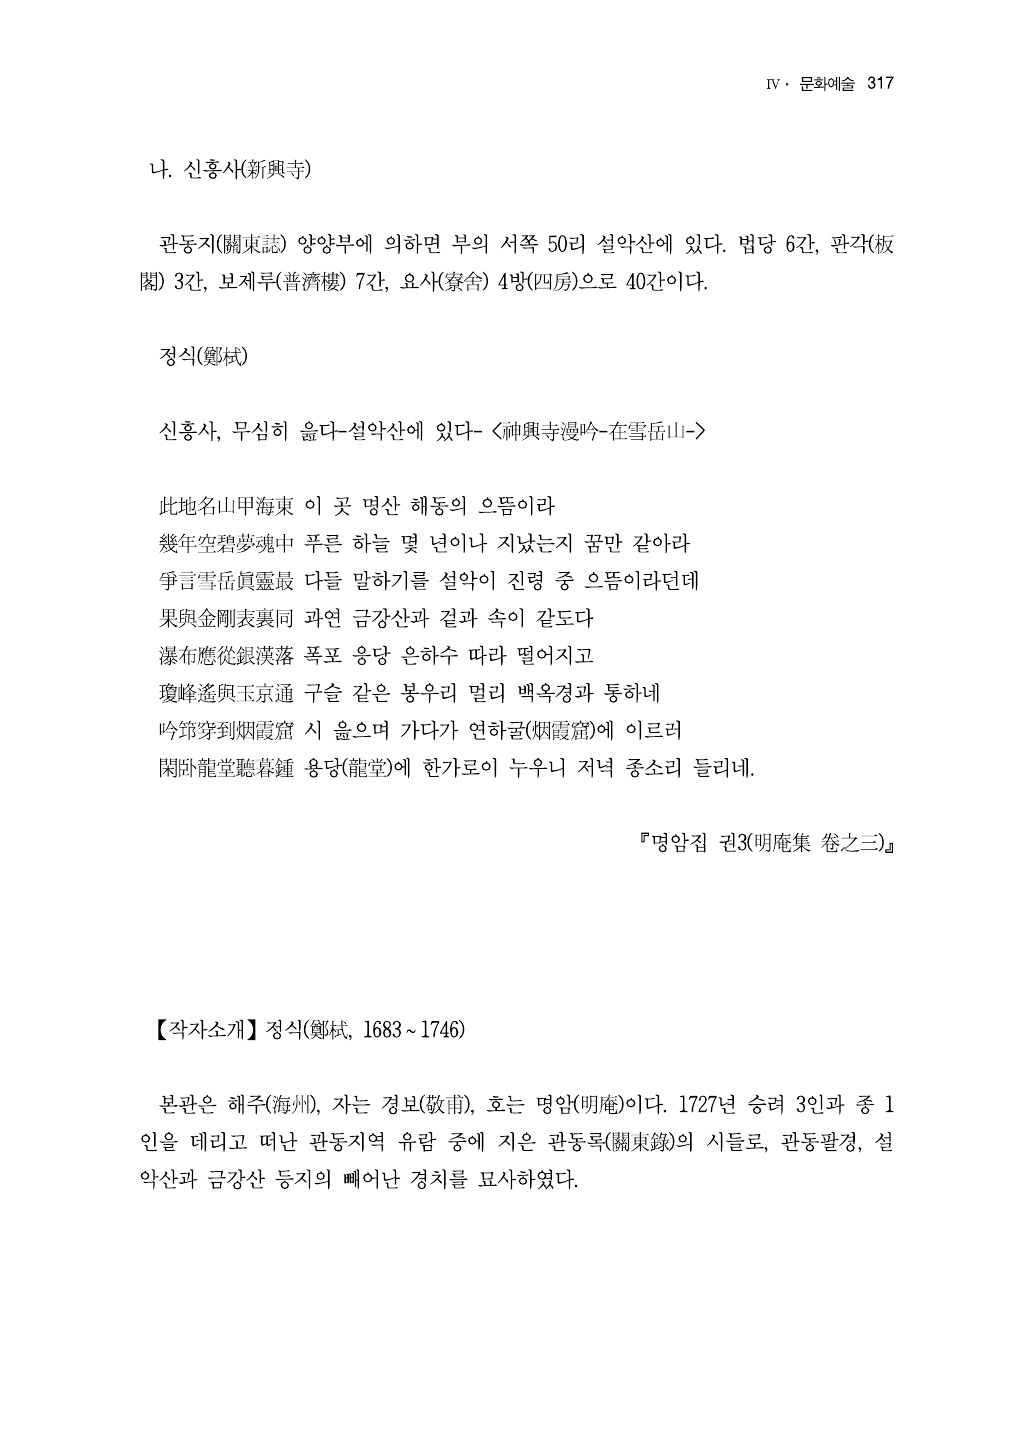 Ⅳ · 문화예술 317
나. 신흥사(新興寺)
관동지(關東誌) 양양부에 의하면 부의 서쪽 50리 설악산에 있다. 법당 6간, 판각(板
閣) 3간, 보제루(普濟樓) 7간, 요사(寮舍) 4방(四房)으로 40간이다.
정식(鄭栻)
신흥사, 무심히 읊다-설악산에 있다- <神興寺漫吟-在雪岳山->
此地名山甲海東 이 곳 명산 해동의 으뜸이라
幾年空碧夢魂中 푸른 하늘 몇 년이나 지났는지 꿈만 같아라
爭言雪岳眞靈最 다들 말하기를 설악이 진령 중 으뜸이라던데
果與金剛表裏同 과연 금강산과 겉과 속이 같도다
瀑布應從銀漢落 폭포 응당 은하수 따라 떨어지고
瓊峰遙與玉京通 구슬 같은 봉우리 멀리 백옥경과 통하네
吟筇穿到烟霞窟 시 읊으며 가다가 연하굴(烟霞窟)에 이르러
閑卧龍堂聽暮鍾 용당(龍堂)에 한가로이 누우니 저녁 종소리 들리네.
『명암집 권3(明庵集 卷之三)』
【작자소개】 정식(鄭栻, 1683~1746)
본관은 해주(海州), 자는 경보(敬甫), 호는 명암(明庵)이다. 1727년 승려 3인과 종 1
인을 데리고 떠난 관동지역 유람 중에 지은 관동록(關東錄)의 시들로, 관동팔경, 설
악산과 금강산 등지의 빼어난 경치를 묘사하였다.